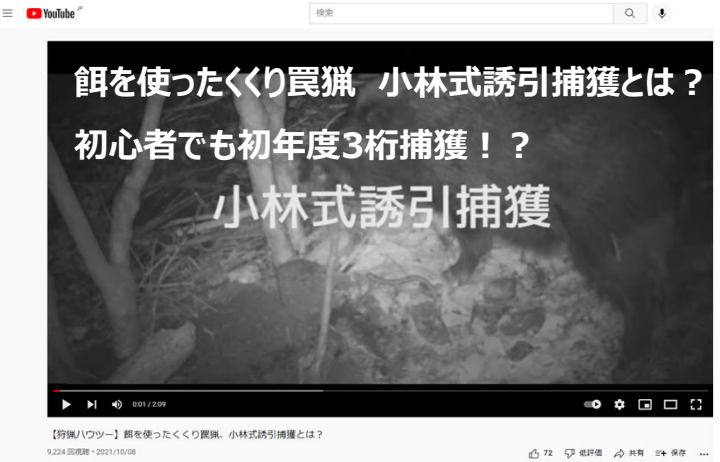 YouTube JP
検索
餌を使ったくくり罠猟 小林式誘引捕獲とは？
初心者でも初年度3桁捕獲！？
小林式誘引捕獲
0:01 / 2:09
【狩猟ハウツー】餌を使ったくくり罠猟、小林式誘引捕獲とは？
9,224 回視聴・2021/10/08
72 低評価 共有 保存 …